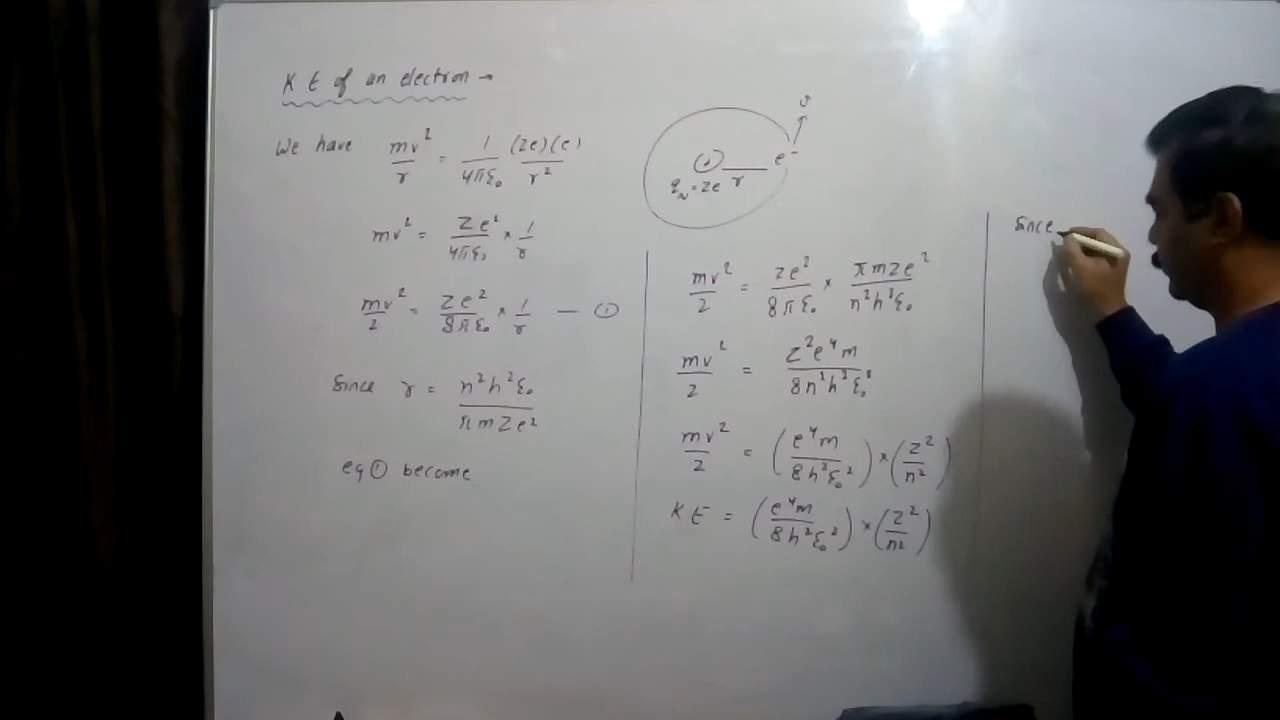 K E of an electron →
We have mv²/r = 1/4πε₀ (Ze)(e)/r²
mv² = Ze²/4πε₀ × 1/r
mv²/2 = Ze²/8πε₀ × 1/r — ①
Since r = n²h²ε₀/πmZe²
eq ① become
v
e⁻
r
q_N = Ze
mv²/2 = Ze²/8πε₀ × πmZe²/n²h²ε₀
mv²/2 = Z²e⁴m/8n²h²ε₀²
mv²/2 = (e⁴m/8h²ε₀²) × (Z²/n²)
K E = (e⁴m/8h²ε₀²) × (Z²/n²)
Since